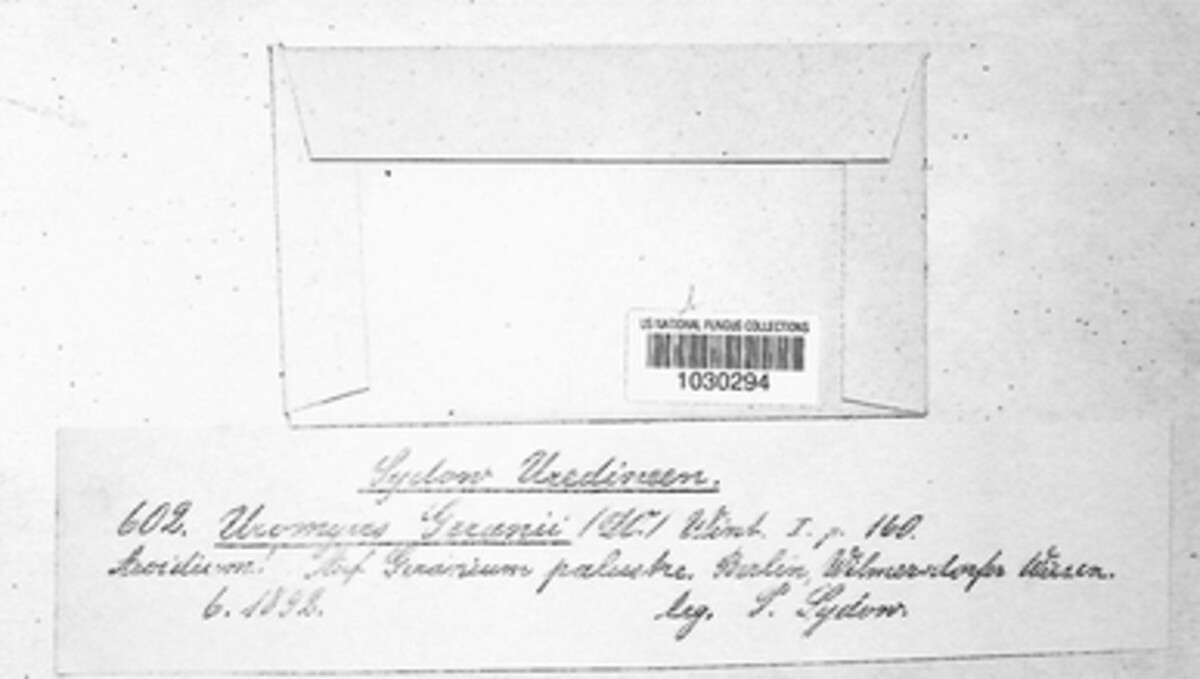 US NATIONAL FUNGUS COLLECTIONS
1030294
Sydow Uredineen.
602. Uromyces Geranii (DC.) Wint. I. p. 160.
Aecidium! Auf Geranium palustre. Berlin, Wilmersdorfer Wiesen.
6. 1892. leg. P. Sydow.